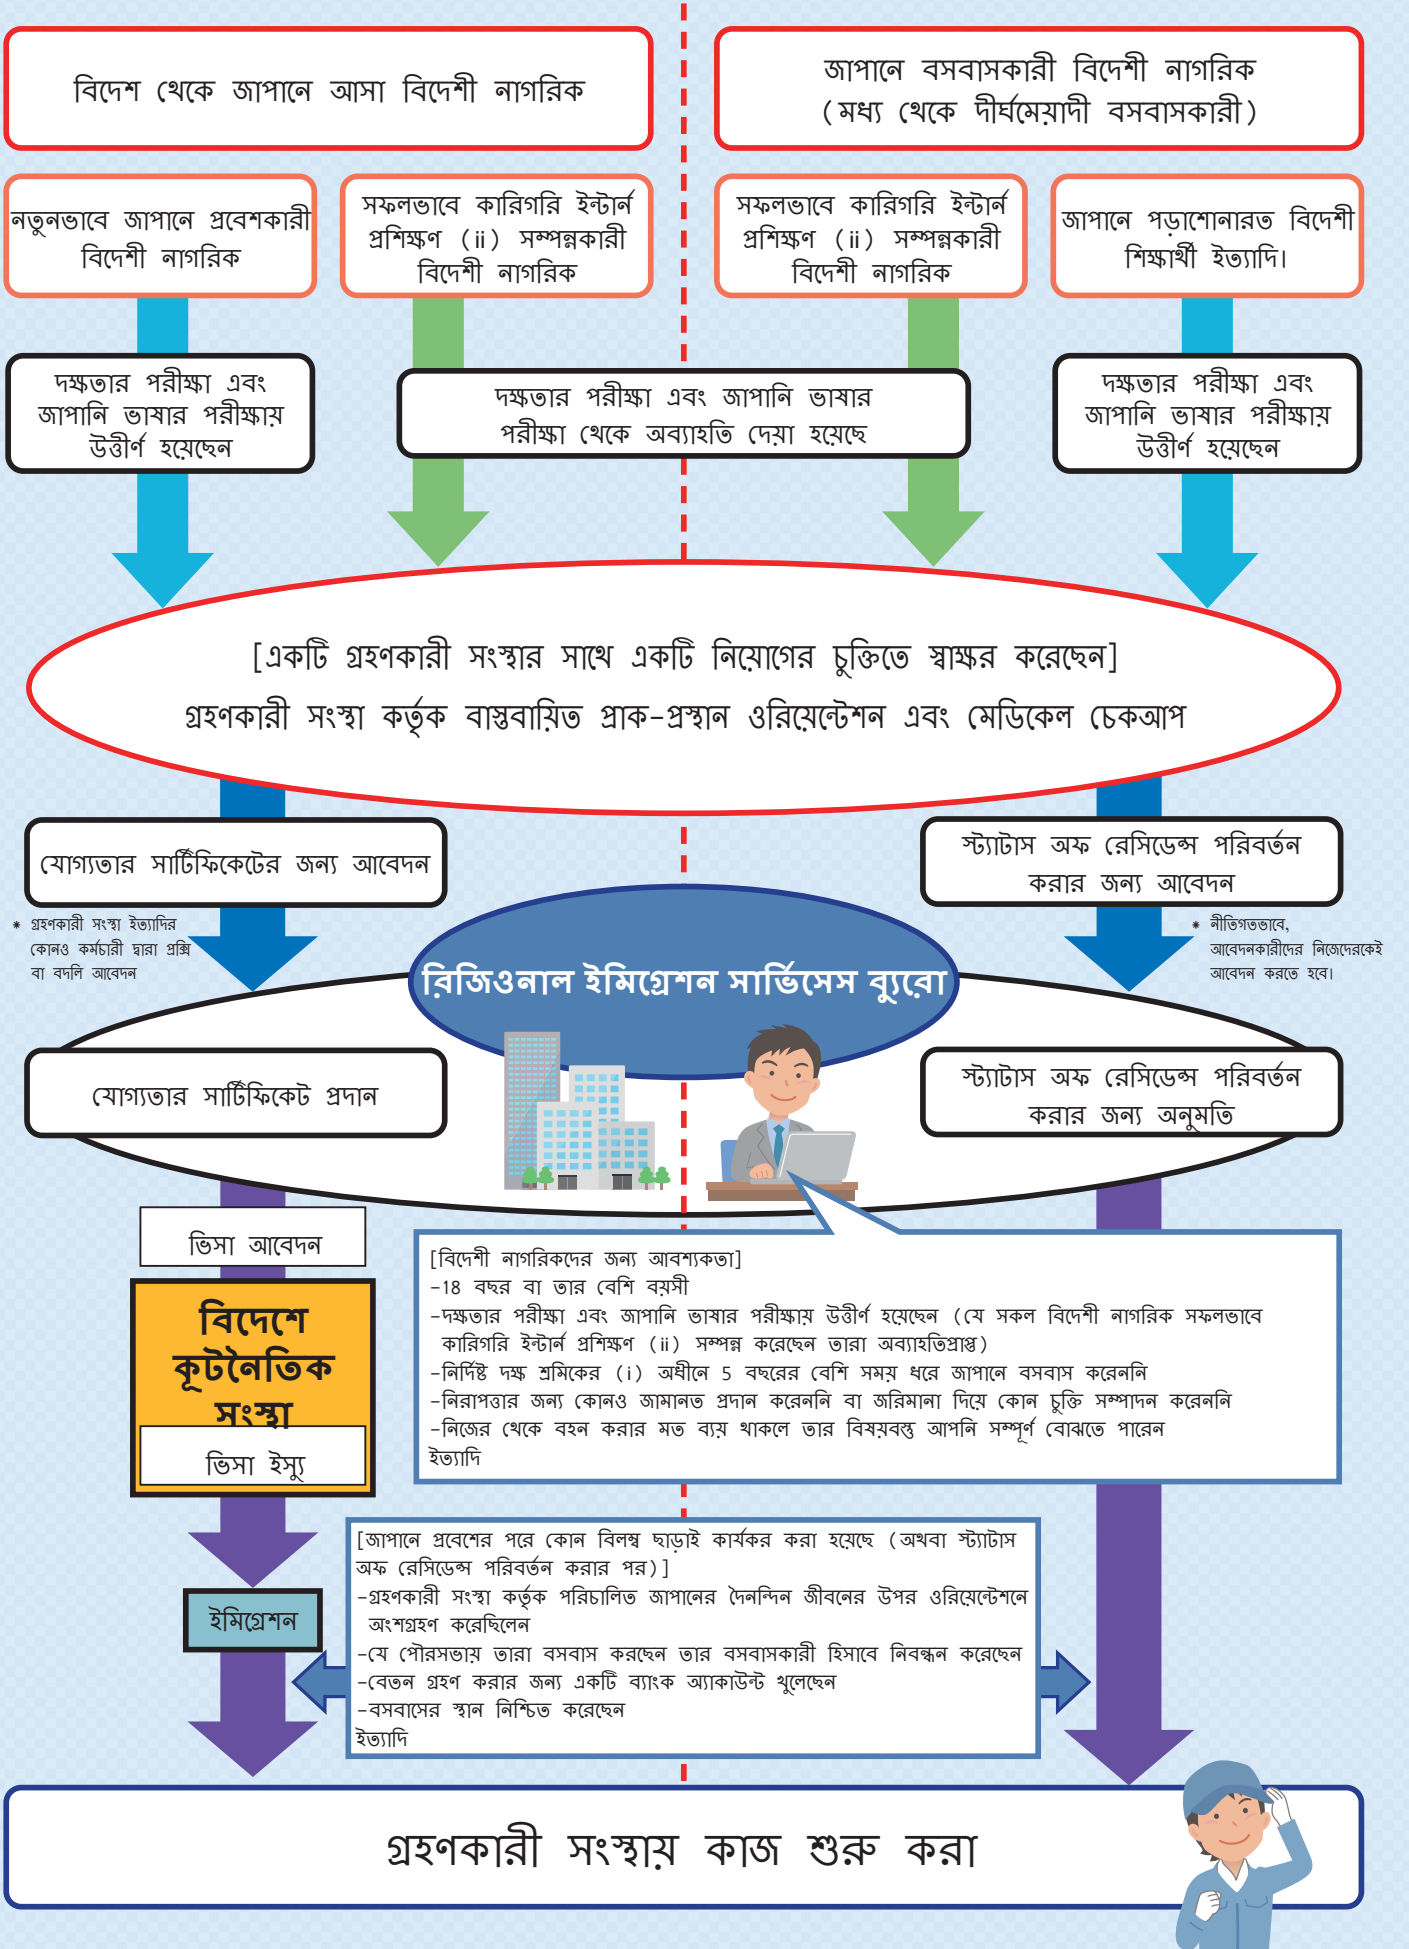 বিদেশ থেকে জাপানে আসা বিদেশী নাগরিক
জাপানে বসবাসকারী বিদেশী নাগরিক
(মধ্য থেকে দীর্ঘমেয়াদী বসবাসকারী)
নতুনভাবে জাপানে প্রবেশকারী
বিদেশী নাগরিক
সফলভাবে কারিগরি ইন্টার্ন
প্রশিক্ষণ (ii) সম্পন্নকারী
বিদেশী নাগরিক
সফলভাবে কারিগরি ইন্টার্ন
প্রশিক্ষণ (ii) সম্পন্নকারী
বিদেশী নাগরিক
জাপানে পড়াশোনারত বিদেশী
শিক্ষার্থী ইত্যাদি।
দক্ষতার পরীক্ষা এবং
জাপানি ভাষার পরীক্ষায়
উত্তীর্ণ হয়েছেন
দক্ষতার পরীক্ষা এবং জাপানি ভাষার
পরীক্ষা থেকে অব্যাহতি দেয়া হয়েছে
দক্ষতার পরীক্ষা এবং
জাপানি ভাষার পরীক্ষায়
উত্তীর্ণ হয়েছেন
[একটি গ্রহণকারী সংস্থার সাথে একটি নিয়োগের চুক্তিতে স্বাক্ষর করেছেন]
গ্রহণকারী সংস্থা কর্তৃক বাস্তবায়িত প্রাক-প্রস্থান ওরিয়েন্টেশন এবং মেডিকেল চেকআপ
যোগ্যতার সার্টিফিকেটের জন্য আবেদন
স্ট্যাটাস অফ রেসিডেন্স পরিবর্তন
করার জন্য আবেদন
* গ্রহণকারী সংস্থা ইত্যাদির
কোনও কর্মচারী দ্বারা প্রক্সি
বা বদলি আবেদন
* নীতিগতভাবে,
আবেদনকারীদের নিজেদেরকেই
আবেদন করতে হবে।
রিজিওনাল ইমিগ্রেশন সার্ভিসেস ব্যুরো
যোগ্যতার সার্টিফিকেট প্রদান
স্ট্যাটাস অফ রেসিডেন্স পরিবর্তন
করার জন্য অনুমতি
ভিসা আবেদন
বিদেশে
কূটনৈতিক
সংস্থা
ভিসা ইস্যু
[বিদেশী নাগরিকদের জন্য আবশ্যকতা]
-18 বছর বা তার বেশি বয়সী
-দক্ষতার পরীক্ষা এবং জাপানি ভাষার পরীক্ষায় উত্তীর্ণ হয়েছেন (যে সকল বিদেশী নাগরিক সফলভাবে
কারিগরি ইন্টার্ন প্রশিক্ষণ (ii) সম্পন্ন করেছেন তারা অব্যাহতিপ্রাপ্ত)
-নির্দিষ্ট দক্ষ শ্রমিকের (i) অধীনে 5 বছরের বেশি সময় ধরে জাপানে বসবাস করেননি
-নিরাপত্তার জন্য কোনও জামানত প্রদান করেননি বা জরিমানা দিয়ে কোন চুক্তি সম্পাদন করেননি
-নিজের থেকে বহন করার মত ব্যয় থাকলে তার বিষয়বস্তু আপনি সম্পূর্ণ বোঝতে পারেন
ইত্যাদি
[জাপানে প্রবেশের পরে কোন বিলম্ব ছাড়াই কার্যকর করা হয়েছে (অথবা স্ট্যাটাস
অফ রেসিডেন্স পরিবর্তন করার পর)]
-গ্রহণকারী সংস্থা কর্তৃক পরিচালিত জাপানের দৈনন্দিন জীবনের উপর ওরিয়েন্টেশনে
অংশগ্রহণ করেছিলেন
-যে পৌরসভায় তারা বসবাস করছেন তার বসবাসকারী হিসাবে নিবন্ধন করেছেন
-বেতন গ্রহণ করার জন্য একটি ব্যাংক অ্যাকাউন্ট খুলেছেন
-বসবাসের স্থান নিশ্চিত করেছেন
ইত্যাদি
ইমিগ্রেশন
গ্রহণকারী সংস্থায় কাজ শুরু করা